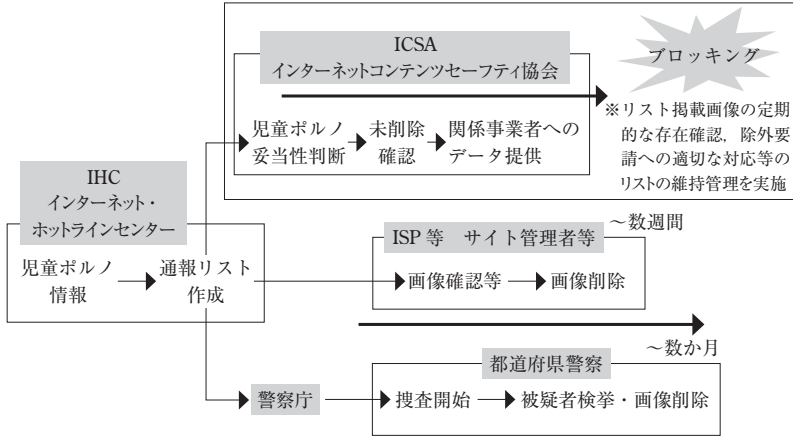 ICSA
インターネットコンテンツセーフティ協会
児童ポルノ
妥当性判断
未削除
確認
関係事業者への
データ提供
ブロッキング
※リスト掲載画像の定期
的な存在確認，除外要
請への適切な対応等の
リストの維持管理を実施
IHC
インターネット・
ホットラインセンター
児童ポルノ
情報
通報リスト
作成
ISP 等　サイト管理者等
～数週間
画像確認等
画像削除
～数か月
都道府県警察
警察庁
捜査開始
被疑者検挙・画像削除